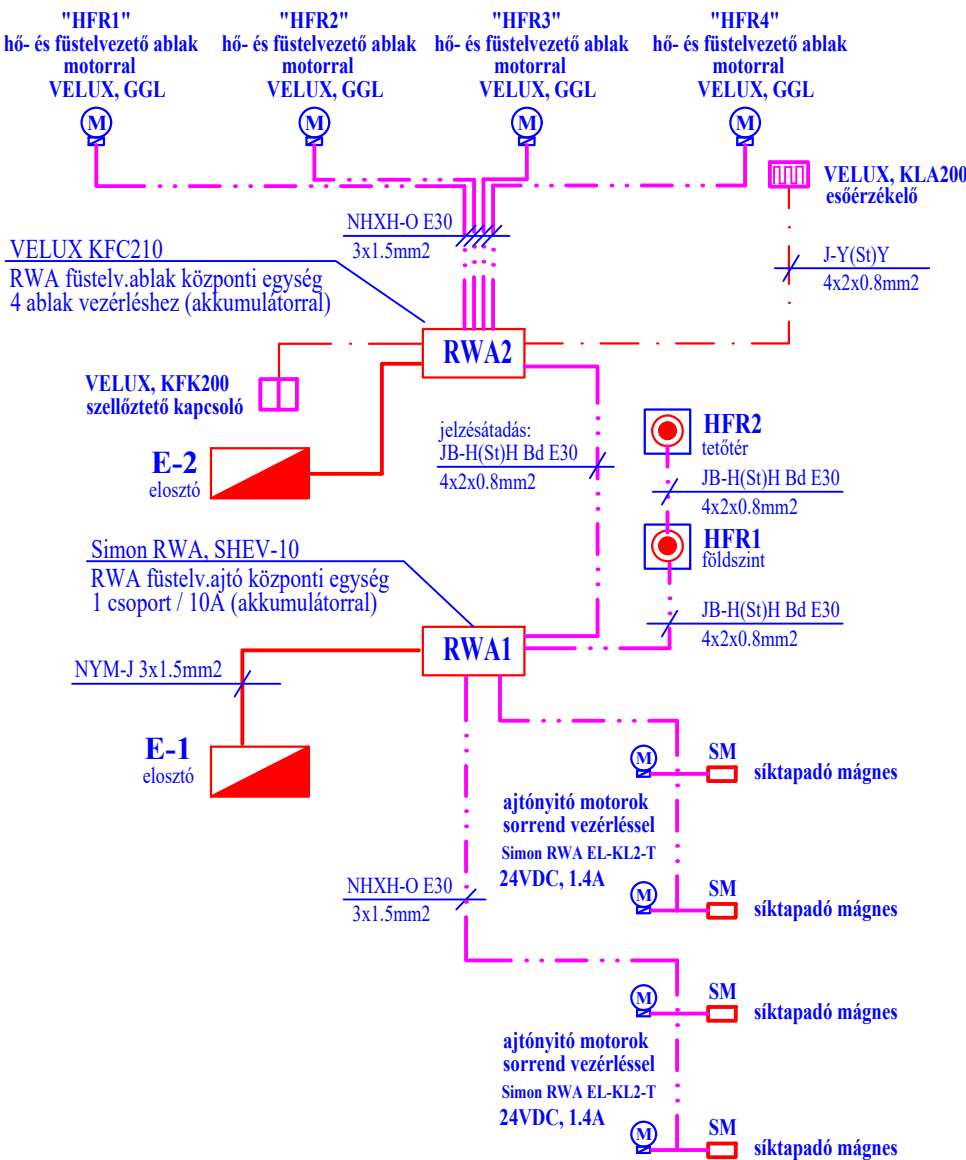 "HFR1"
hő- és füstelvezető ablak
motorral
VELUX, GGL
M
"HFR2"
hő- és füstelvezető ablak
motorral
VELUX, GGL
M
"HFR3"
hő- és füstelvezető ablak
motorral
VELUX, GGL
M
"HFR4"
hő- és füstelvezető ablak
motorral
VELUX, GGL
M
VELUX, KLA200
esőérzékelő
NHXH-O E30
3x1.5mm2
J-Y(St)Y
4x2x0.8mm2
VELUX KFC210
RWA füstelv.ablak központi egység
4 ablak vezérléshez (akkumulátorral)
RWA2
VELUX, KFK200
szellőztető kapcsoló
E-2
elosztó
jelzésátadás:
JB-H(St)H Bd E30
4x2x0.8mm2
HFR2
tetőtér
JB-H(St)H Bd E30
4x2x0.8mm2
HFR1
földszint
JB-H(St)H Bd E30
4x2x0.8mm2
Simon RWA, SHEV-10
RWA füstelv.ajtó központi egység
1 csoport / 10A (akkumulátorral)
RWA1
NYM-J 3x1.5mm2
E-1
elosztó
M
SM
síktapadó mágnes
ajtónyitó motorok
sorrend vezérléssel
Simon RWA EL-KL2-T
24VDC, 1.4A
M
SM
síktapadó mágnes
NHXH-O E30
3x1.5mm2
M
SM
síktapadó mágnes
ajtónyitó motorok
sorrend vezérléssel
Simon RWA EL-KL2-T
24VDC, 1.4A
M
SM
síktapadó mágnes